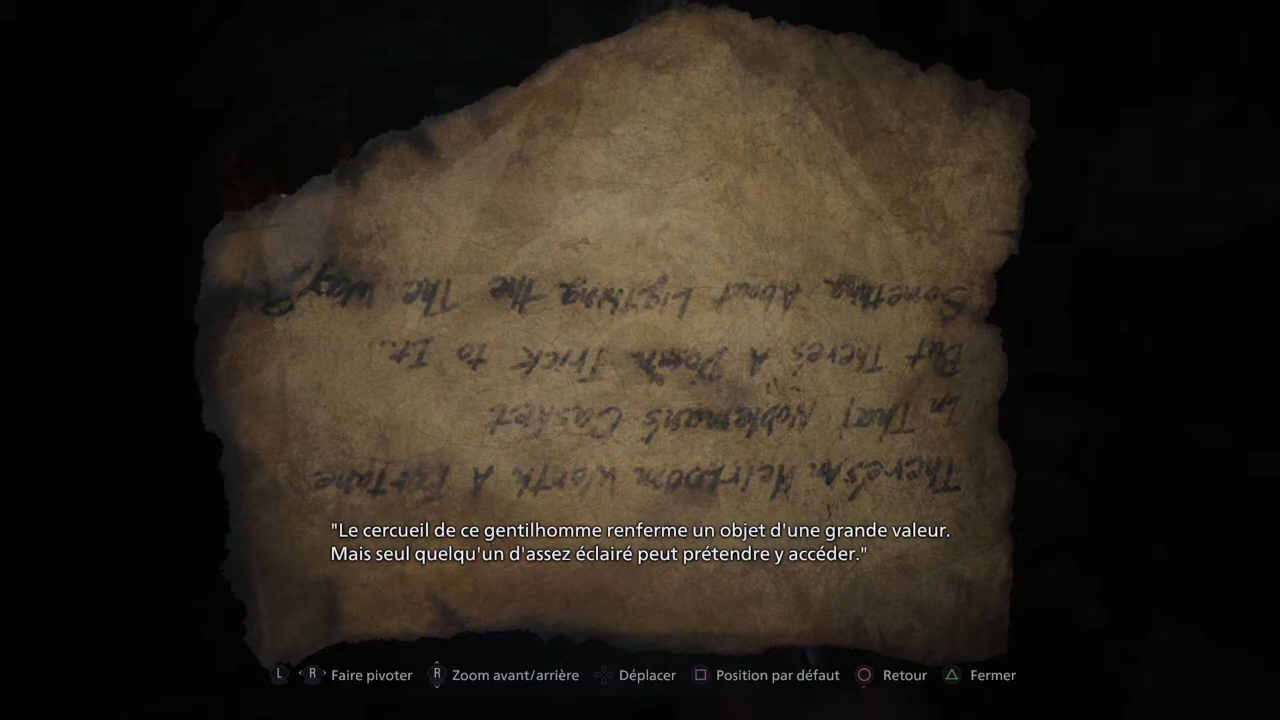 There's An Heirloom Worth A Fortune
In That Nobleman's Casket.
But There's A Damn Trick to It..
Something About Lighting the The Way?
"Le cercueil de ce gentilhomme renferme un objet d'une grande valeur.
Mais seul quelqu'un d'assez éclairé peut prétendre y accéder."
L R Faire pivoter R Zoom avant/arrière Déplacer Position par défaut Retour Fermer